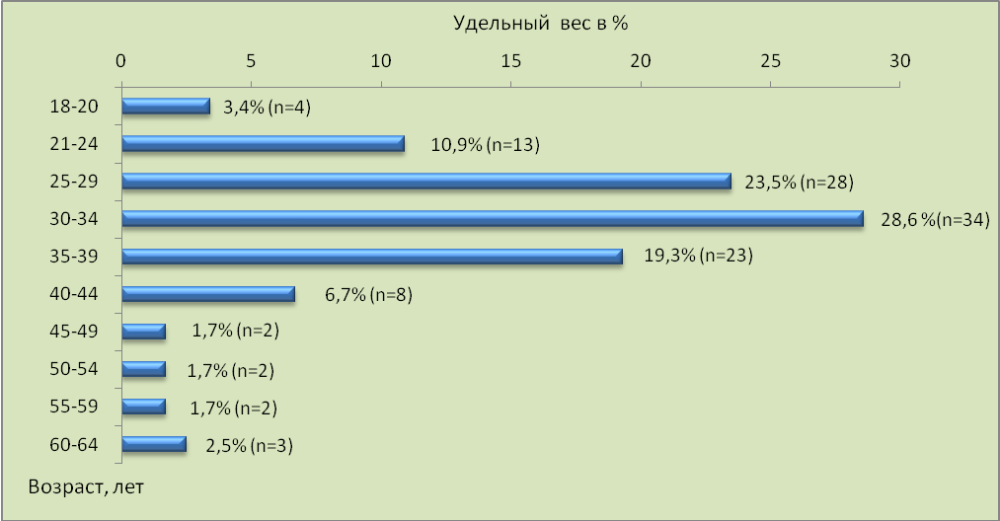 Удельный вес в %
0 5 10 15 20 25 30
18-20 3,4% (n=4)
21-24 10,9% (n=13)
25-29 23,5% (n=28)
30-34 28,6 %(n=34)
35-39 19,3% (n=23)
40-44 6,7% (n=8)
45-49 1,7% (n=2)
50-54 1,7% (n=2)
55-59 1,7% (n=2)
60-64 2,5% (n=3)
Возраст, лет